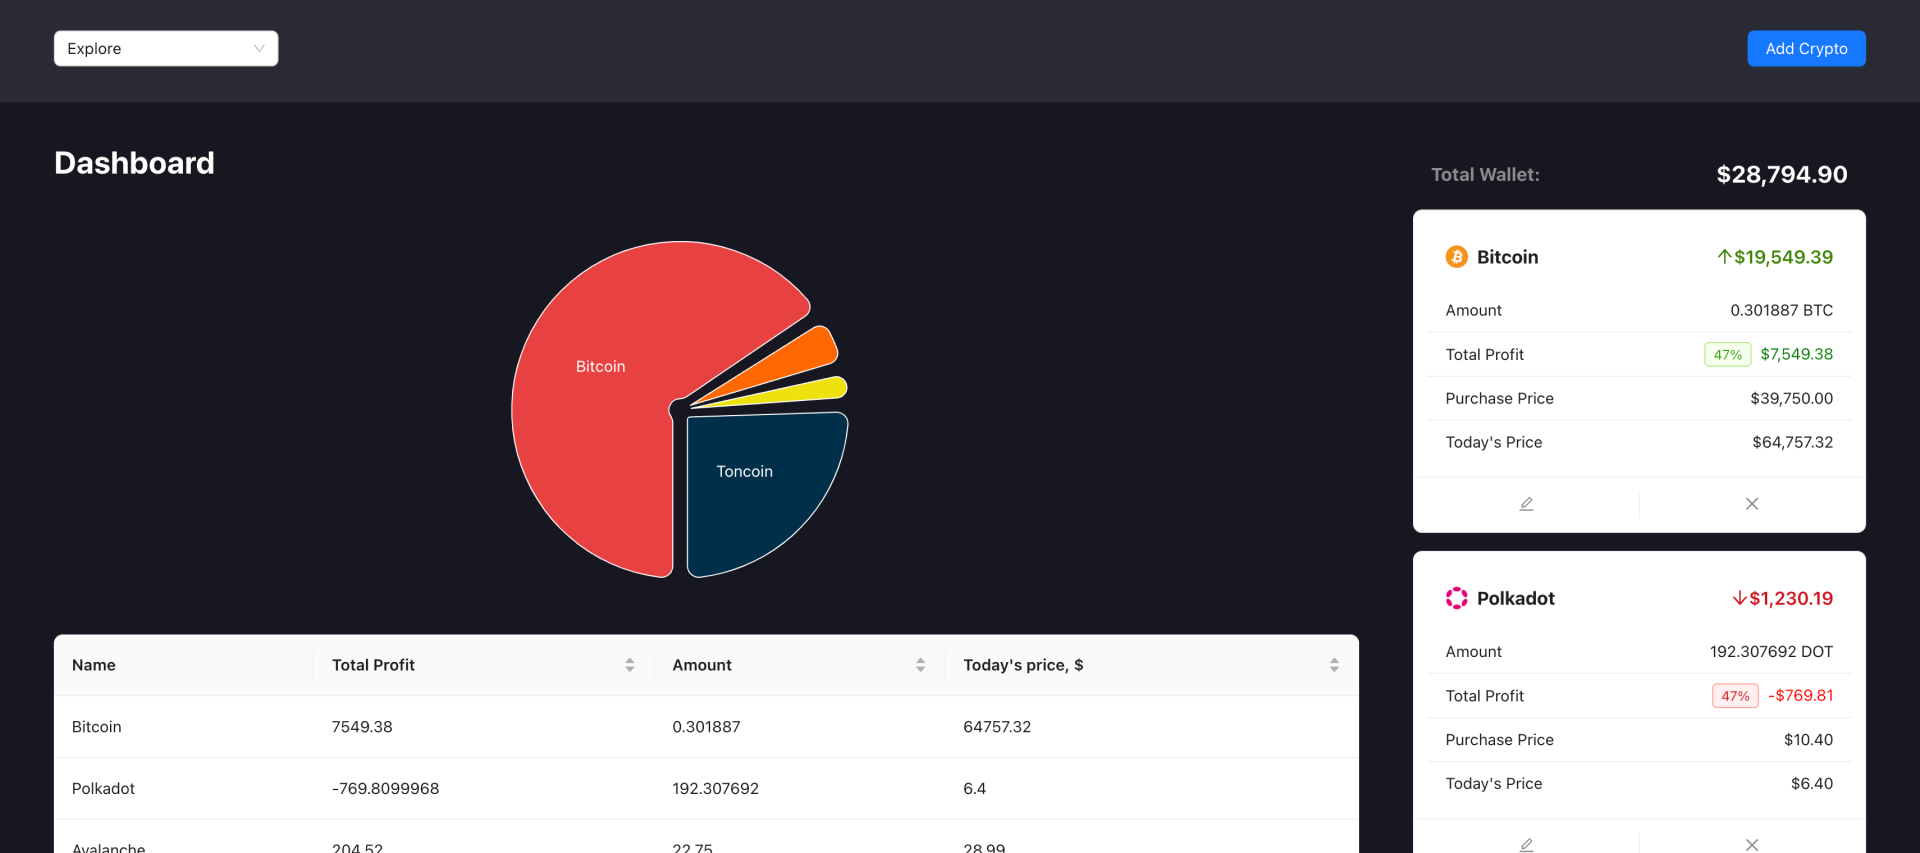 Explore
Add Crypto
Dashboard
Total Wallet: $28,794.90
Bitcoin
Toncoin
Bitcoin $19,549.39
Amount 0.301887 BTC
Total Profit 47% $7,549.38
Purchase Price $39,750.00
Today's Price $64,757.32
Polkadot $1,230.19
Amount 192.307692 DOT
Total Profit 47% -$769.81
Purchase Price $10.40
Today's Price $6.40
Name Total Profit Amount Today's price, $
Bitcoin 7549.38 0.301887 64757.32
Polkadot -769.8099968 192.307692 6.4
Avalanche 204.52 22.75 28.99